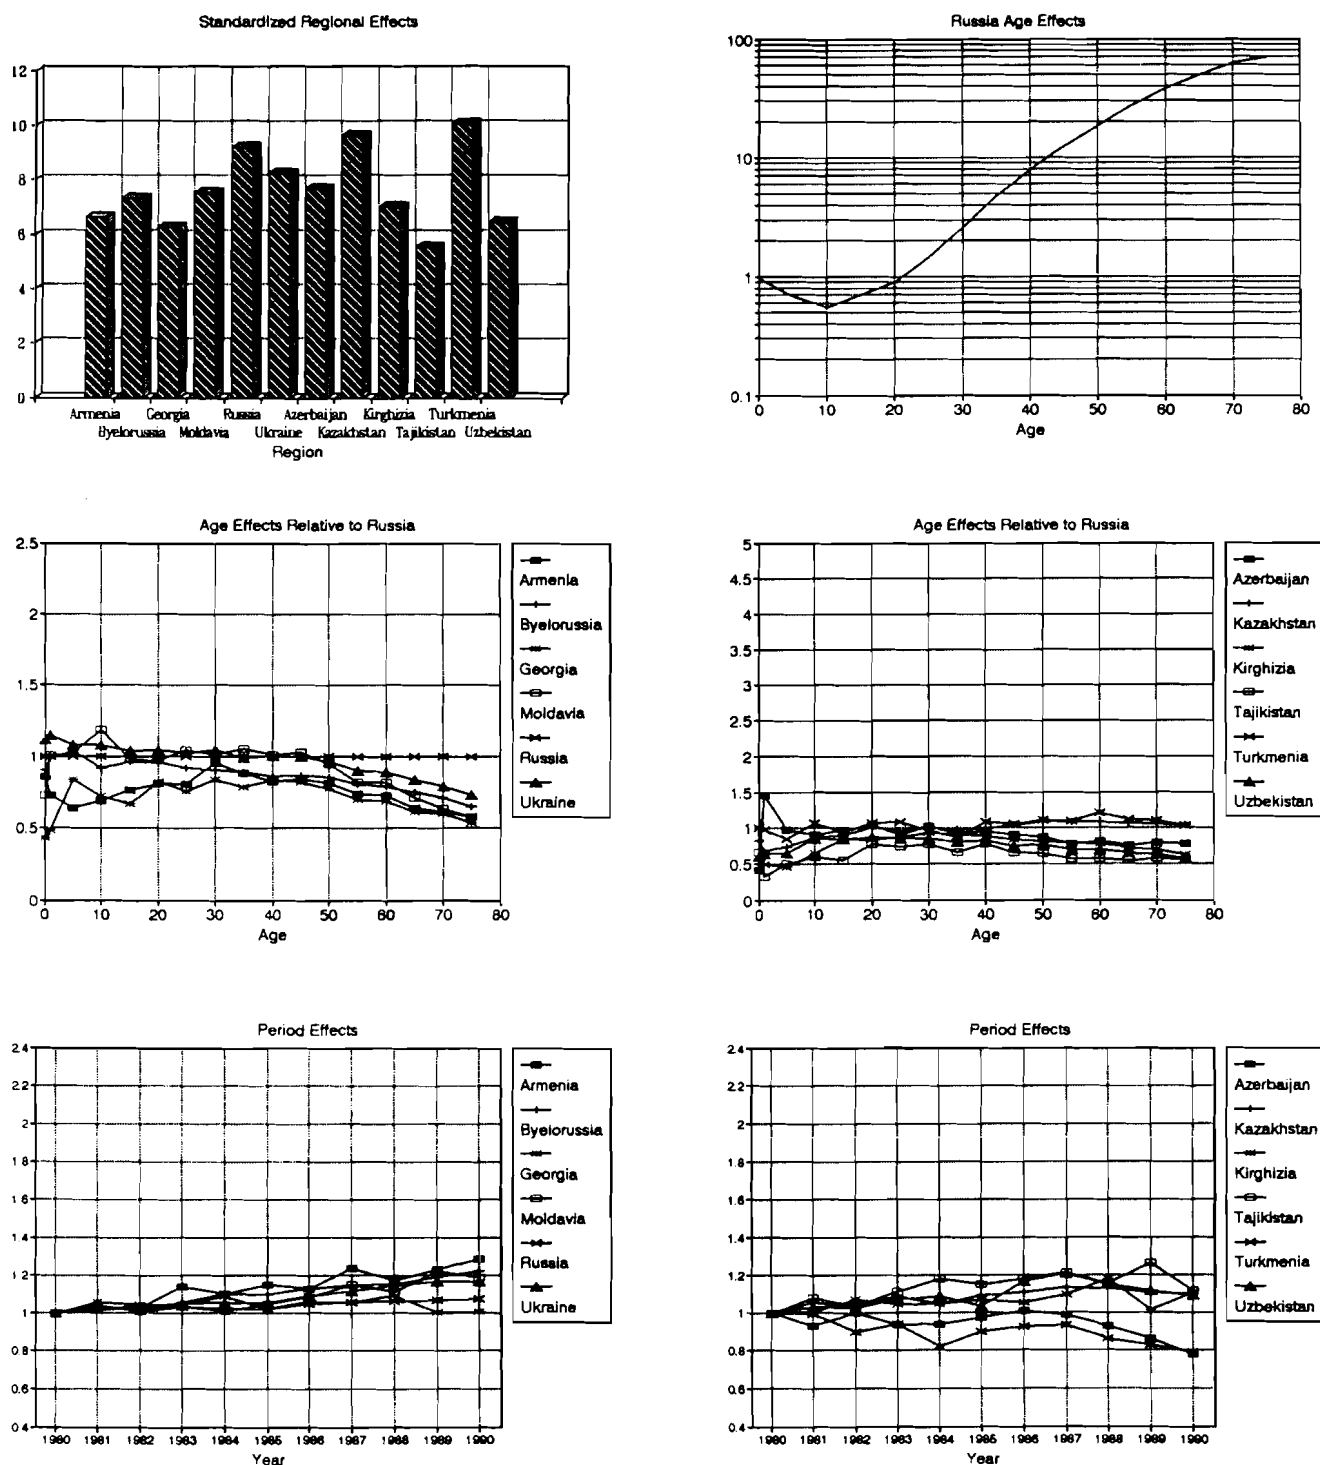 Standardized Regional Effects
12
10
8
6
4
2
0
Armenia Georgia Russia Azerbaijan Kirghizia Turkmenia
Byelorussia Moldavia Ukraine Kazakhstan Tajikistan Uzbekistan
Region
Russia Age Effects
100
10
1
0.1
0 10 20 30 40 50 60 70 80
Age
Age Effects Relative to Russia
2.5
2
1.5
1
0.5
0
0 10 20 30 40 50 60 70 80
Age
Armenia
Byelorussia
Georgia
Moldavia
Russia
Ukraine
Age Effects Relative to Russia
5
4.5
4
3.5
3
2.5
2
1.5
1
0.5
0
0 10 20 30 40 50 60 70 80
Age
Azerbaijan
Kazakhstan
Kirghizia
Tajikistan
Turkmenia
Uzbekistan
Period Effects
2.4
2.2
2
1.8
1.6
1.4
1.2
1
0.8
0.6
0.4
1980 1981 1982 1983 1984 1985 1986 1987 1988 1989 1990
Year
Armenia
Byelorussia
Georgia
Moldavia
Russia
Ukraine
Period Effects
2.4
2.2
2
1.8
1.6
1.4
1.2
1
0.8
0.6
0.4
1980 1981 1982 1983 1984 1985 1986 1987 1988 1989 1990
Year
Azerbaijan
Kazakhstan
Kirghizia
Tajikistan
Turkmenia
Uzbekistan